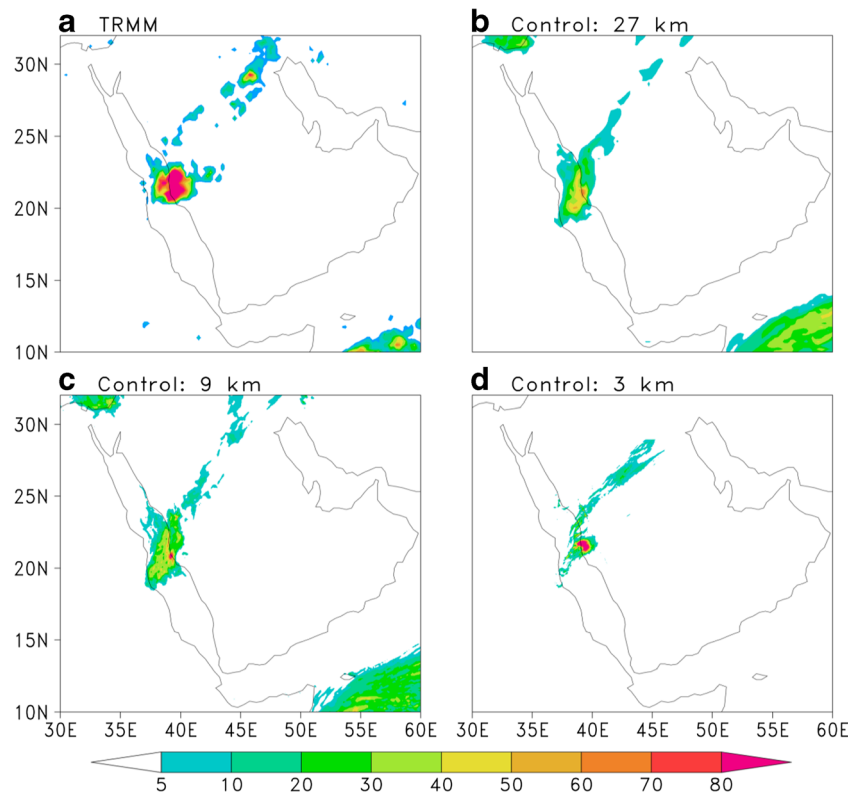 a TRMM
b Control: 27 km
30N
25N
20N
15N
10N
c Control: 9 km
d Control: 3 km
30N
25N
20N
15N
10N
30E 35E 40E 45E 50E 55E 60E
30E 35E 40E 45E 50E 55E 60E
5 10 20 30 40 50 60 70 80